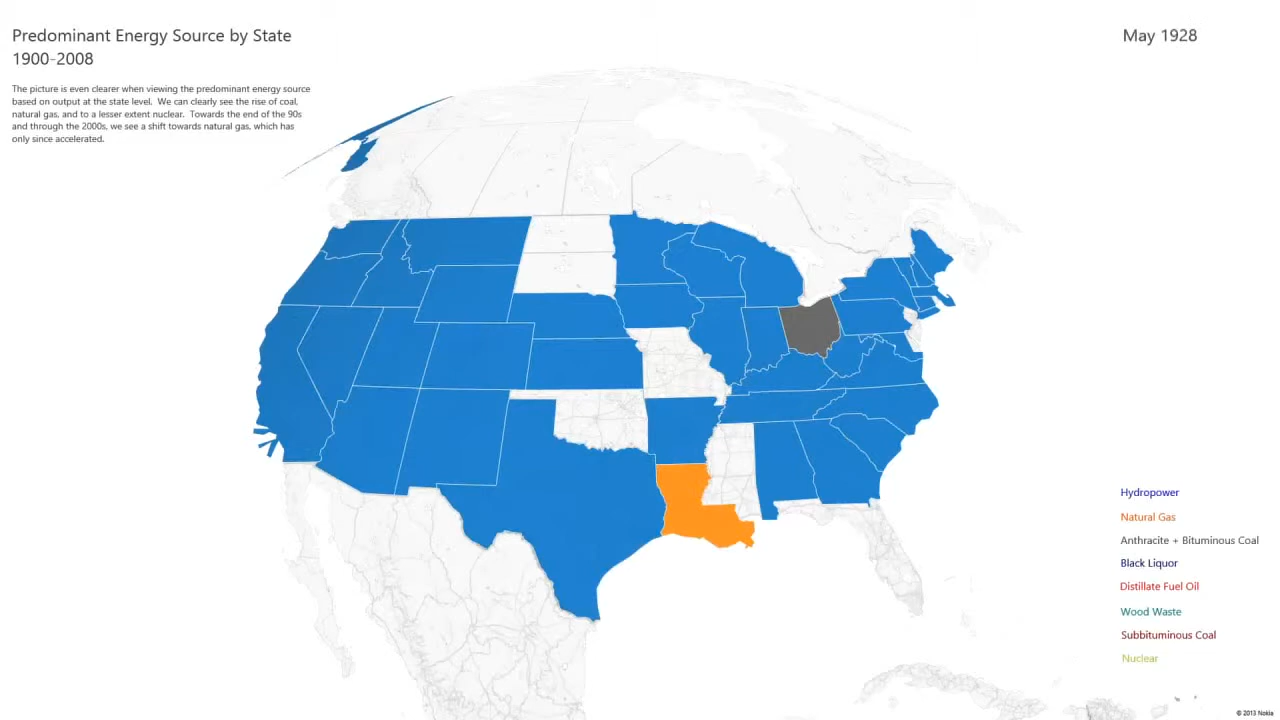 Predominant Energy Source by State
1900-2008
May 1928
The picture is even clearer when viewing the predominant energy source
based on output at the state level.  We can clearly see the rise of coal,
natural gas, and to a lesser extent nuclear.  Towards the end of the 90s
and through the 2000s, we see a shift towards natural gas, which has
only since accelerated.
Hydropower
Natural Gas
Anthracite + Bituminous Coal
Black Liquor
Distillate Fuel Oil
Wood Waste
Subbituminous Coal
Nuclear
© 2013 Nokia